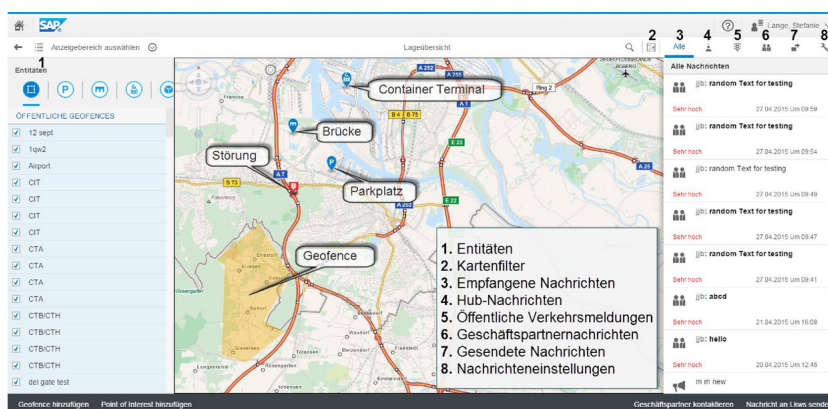 SAP
Lange, Stefanie
Anzeigebereich auswählen
Lageübersicht
2
3
4
5
6
7
8
Alle
1
Entitäten
ÖFFENTLICHE GEOFENCES
12 sept
1qw2
Airport
CIT
CIT
CIT
CIT
CTA
CTA
CTA
CTA
CTB/CTH
CTB/CTH
CTB/CTH
CTB/CTH
del gate test
A 252
A 255
Container Terminal
Ring 2
A 1
B 4
B 75
Francop
Brücke
E 22
Störung
P
A 7
A 25
B 73
Parkplatz
E 22
A 253
Geofence
1. Entitäten
2. Kartenfilter
3. Empfangene Nachrichten
4. Hub-Nachrichten
5. Öffentliche Verkehrsmeldungen
6. Geschäftspartnernachrichten
7. Gesendete Nachrichten
8. Nachrichteneinstellungen
Alle Nachrichten
jjb: random Text for testing
Sehr hoch 27.04.2015 Um 09:59
jjb: random Text for testing
Sehr hoch 27.04.2015 Um 09:54
jjb: random Text for testing
Sehr hoch 27.04.2015 Um 09:49
jjb: random Text for testing
Sehr hoch 27.04.2015 Um 09:47
jjb: random Text for testing
Sehr hoch 27.04.2015 Um 09:41
jjb: abcd
Sehr hoch 21.04.2015 Um 16:08
jjb: hello
Sehr hoch 20.04.2015 Um 12:46
m m new
Geofence hinzufügen Point of Interest hinzufügen
Geschäftspartner kontaktieren Nachricht an Lkws sende